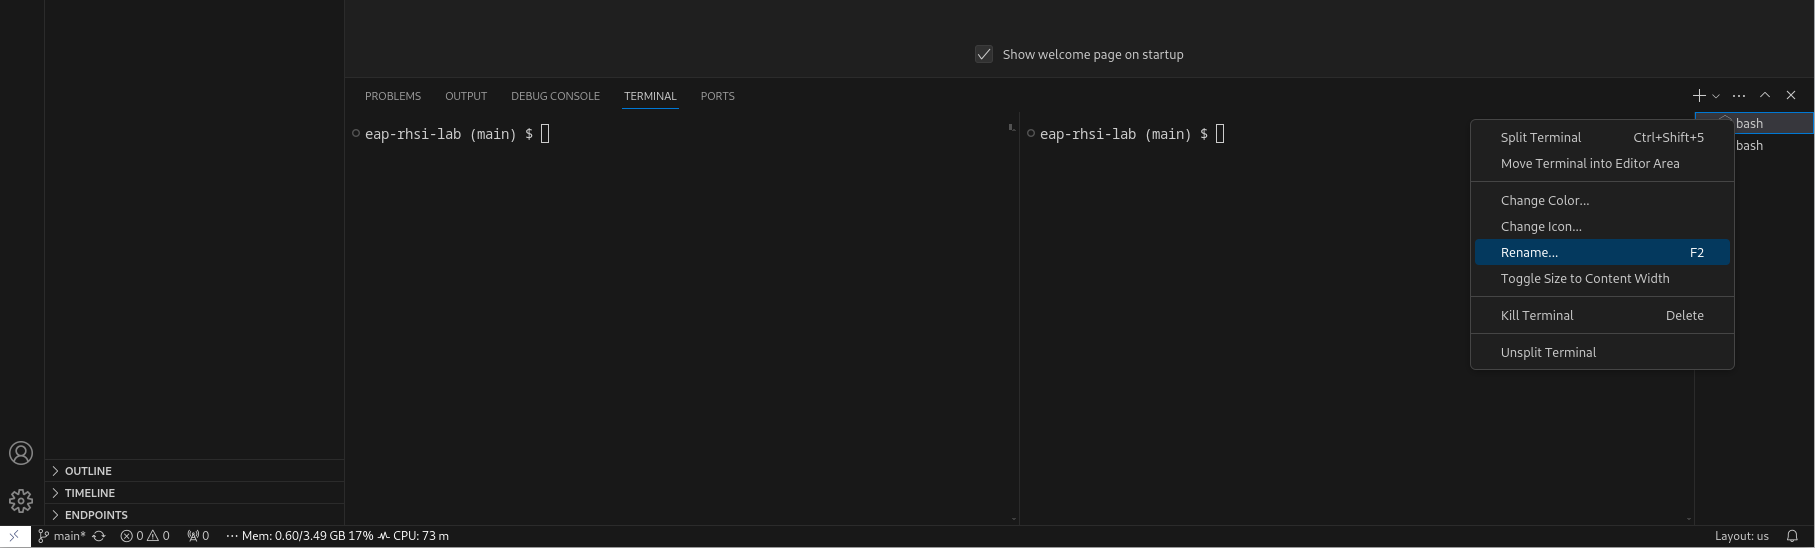 Show welcome page on startup
PROBLEMS OUTPUT DEBUG CONSOLE TERMINAL PORTS
eap-rhsi-lab (main) $
eap-rhsi-lab (main) $
bash
bash
Split Terminal Ctrl+Shift+5
Move Terminal into Editor Area
Change Color...
Change Icon...
Rename... F2
Toggle Size to Content Width
Kill Terminal Delete
Unsplit Terminal
OUTLINE
TIMELINE
ENDPOINTS
main* 0 0 0 ··· Mem: 0.60/3.49 GB 17% CPU: 73 m Layout: us